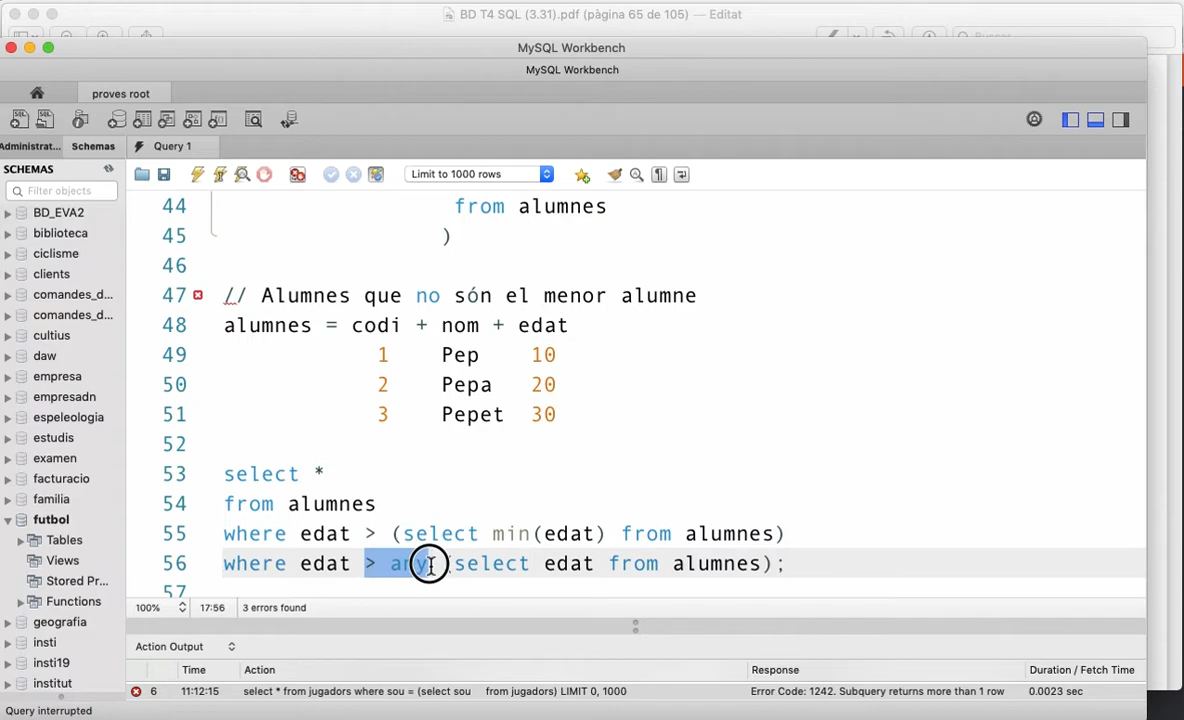 BD T4 SQL (3.31).pdf (pàgina 65 de 105) — Editat
MySQL Workbench
MySQL Workbench
proves root
Administrat... Schemas Query 1
SCHEMAS
Filter objects
Limit to 1000 rows
BD_EVA2
biblioteca
ciclisme
clients
comandes_d...
comandes_d...
cultius
daw
empresa
empresadn
espeleologia
estudis
examen
facturacio
familia
futbol
Tables
Views
Stored Pr...
Functions
geografia
insti
insti19
institut
44 from alumnes
45 )
46
47 // Alumnes que no són el menor alumne
48 alumnes = codi + nom + edat
49 1 Pep 10
50 2 Pepa 20
51 3 Pepet 30
52
53 select *
54 from alumnes
55 where edat > (select min(edat) from alumnes)
56 where edat > any (select edat from alumnes);
57
100% 17:56 3 errors found
Action Output
Time Action Response Duration / Fetch Time
6 11:12:15 select * from jugadors where sou = (select sou from jugadors) LIMIT 0, 1000 Error Code: 1242. Subquery returns more than 1 row 0.0023 sec
Query interrupted